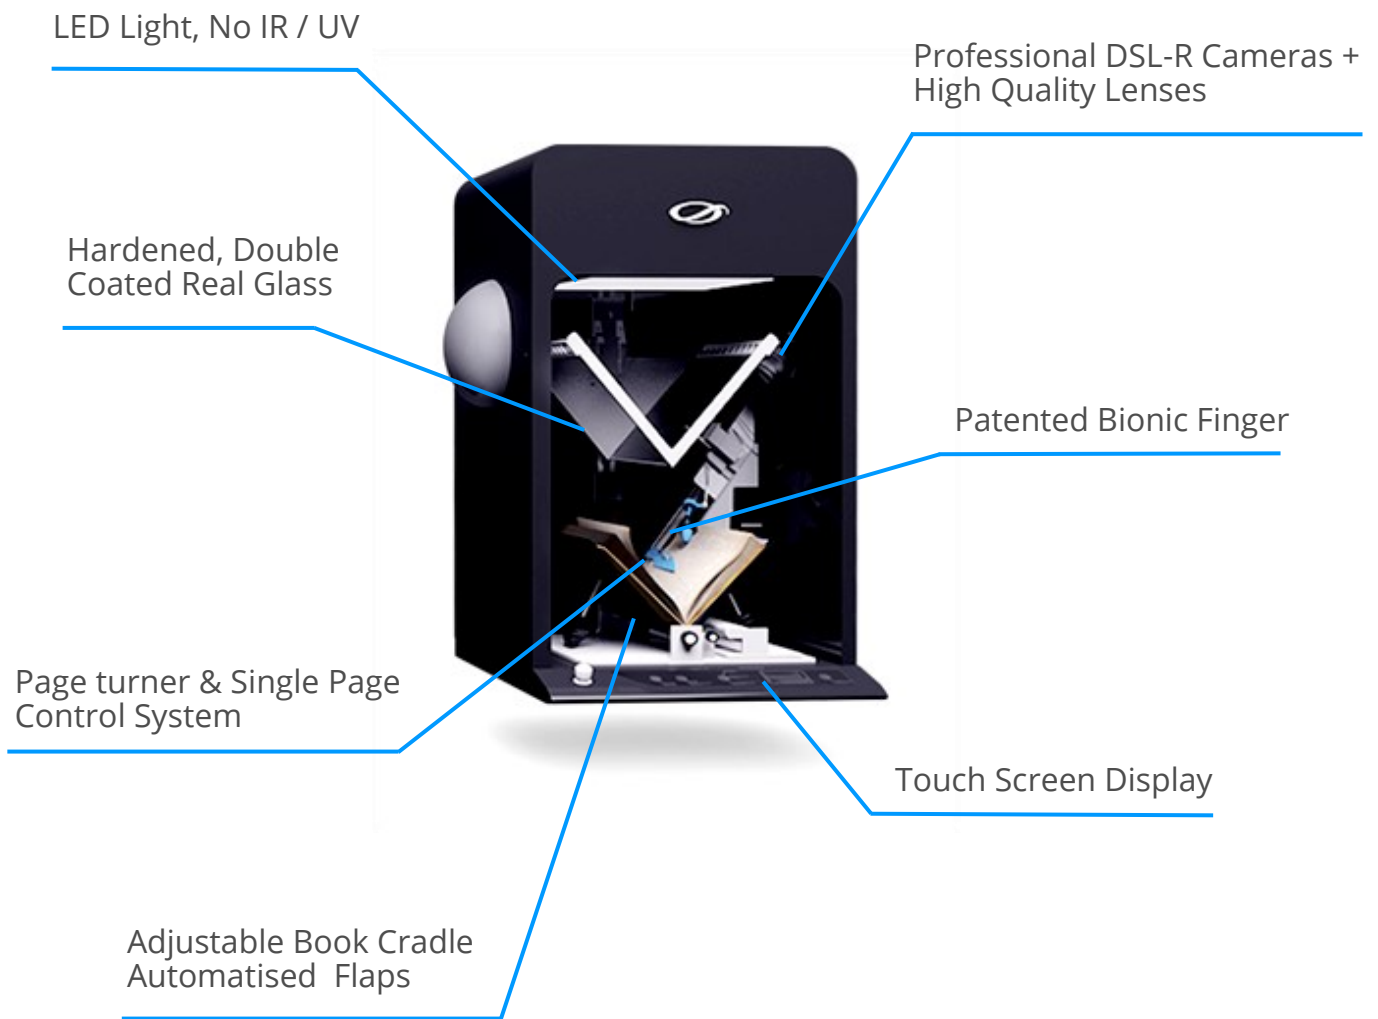 LED Light, No IR / UV
Professional DSL-R Cameras +
High Quality Lenses
Hardened, Double
Coated Real Glass
Patented Bionic Finger
Page turner & Single Page
Control System
Touch Screen Display
Adjustable Book Cradle
Automatised  Flaps